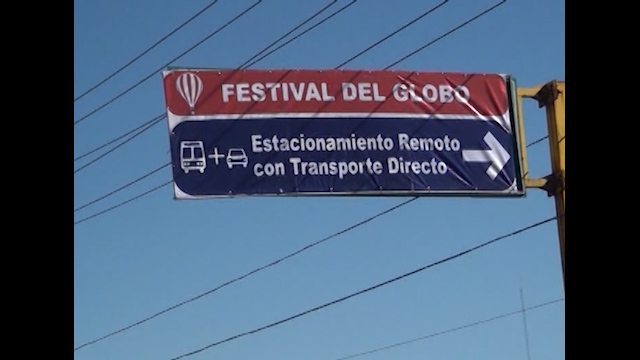 FESTIVAL DEL GLOBO
Estacionamiento Remoto
con Transporte Directo